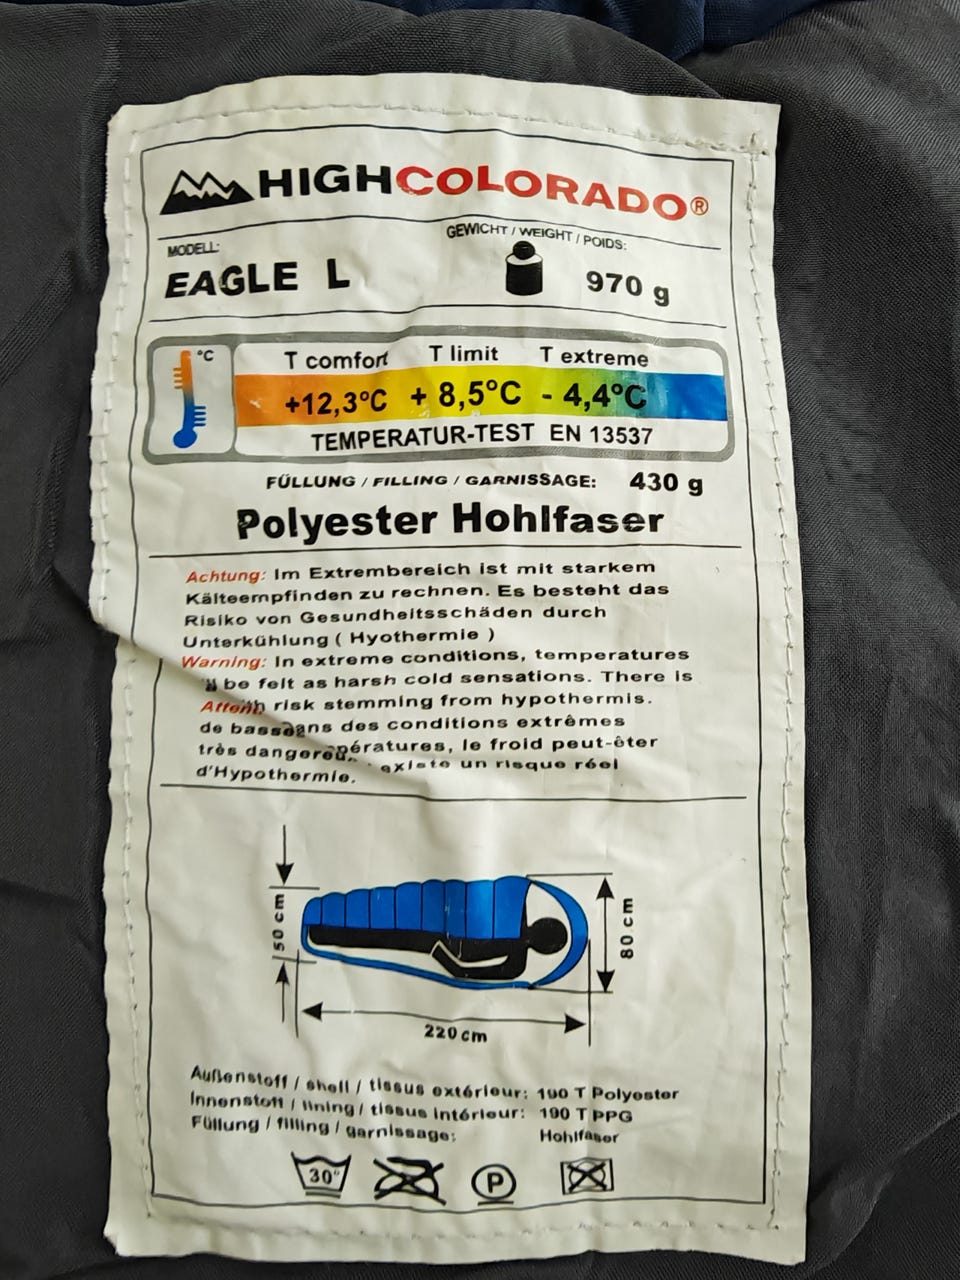 HIGHCOLORADO®
MODELL:
EAGLE L
GEWICHT / WEIGHT / POIDS:
970 g
°C
T comfort T limit T extreme
+12,3°C + 8,5°C - 4,4°C
TEMPERATUR-TEST EN 13537
FÜLLUNG / FILLING / GARNISSAGE: 430 g
Polyester Hohlfaser
Achtung: Im Extrembereich ist mit starkem
Kälteempfinden zu rechnen. Es besteht das
Risiko von Gesundheitsschäden durch
Unterkühlung ( Hyothermie )
Warning: In extreme conditions, temperatures
be felt as harsh cold sensations. There is
risk stemming from hypothermis.
de dans des conditions extrêmes
très pératures, le froid peut-êter
existe un risque réel
d'Hypothermie.
50 cm
80 cm
220 cm
Außenstoff / shell / tissus extérieur: 190 T Polyester
Innenstoff / lining / tissus intérieur: 190 T PPG
Füllung / filling / garnissage: Hohlfaser
30°
P